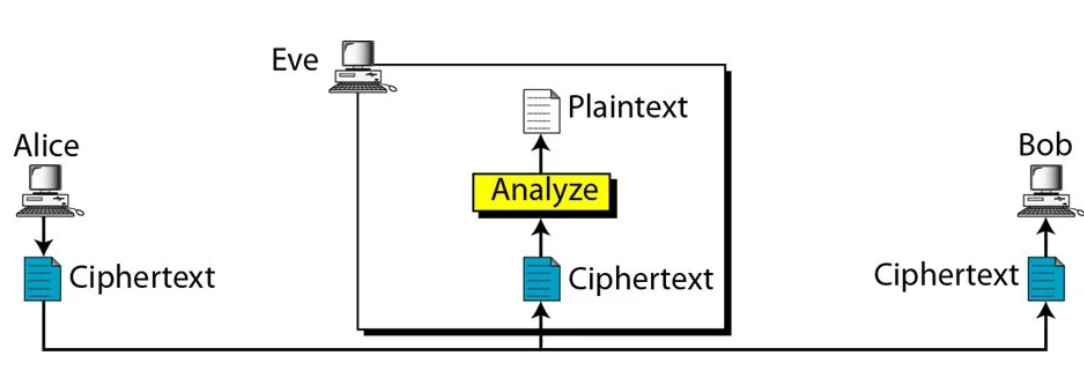 Eve
Plaintext
Alice
Bob
Analyze
Ciphertext
Ciphertext
Ciphertext